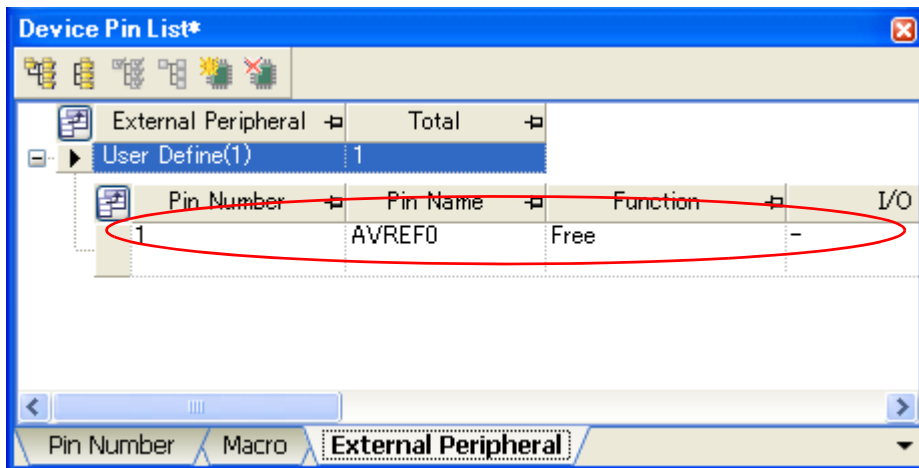 Device Pin List*
External Peripheral Total
User Define(1) 1
Pin Number Pin Name Function I/O
1 AVREF0 Free -
Pin Number Macro External Peripheral